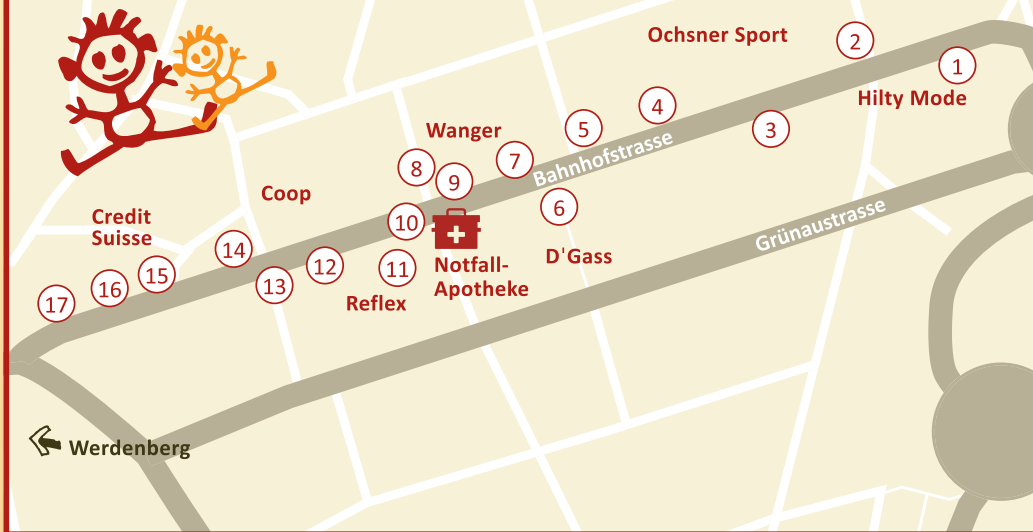 Ochsner Sport
2
1
Hilty Mode
4
3
5
Wanger
7
Bahnhofstrasse
8
9
Coop
6
10
Grünaustrasse
Credit
Suisse
14
D'Gass
11
Notfall-
Apotheke
12
15
13
16
Reflex
17
Werdenberg